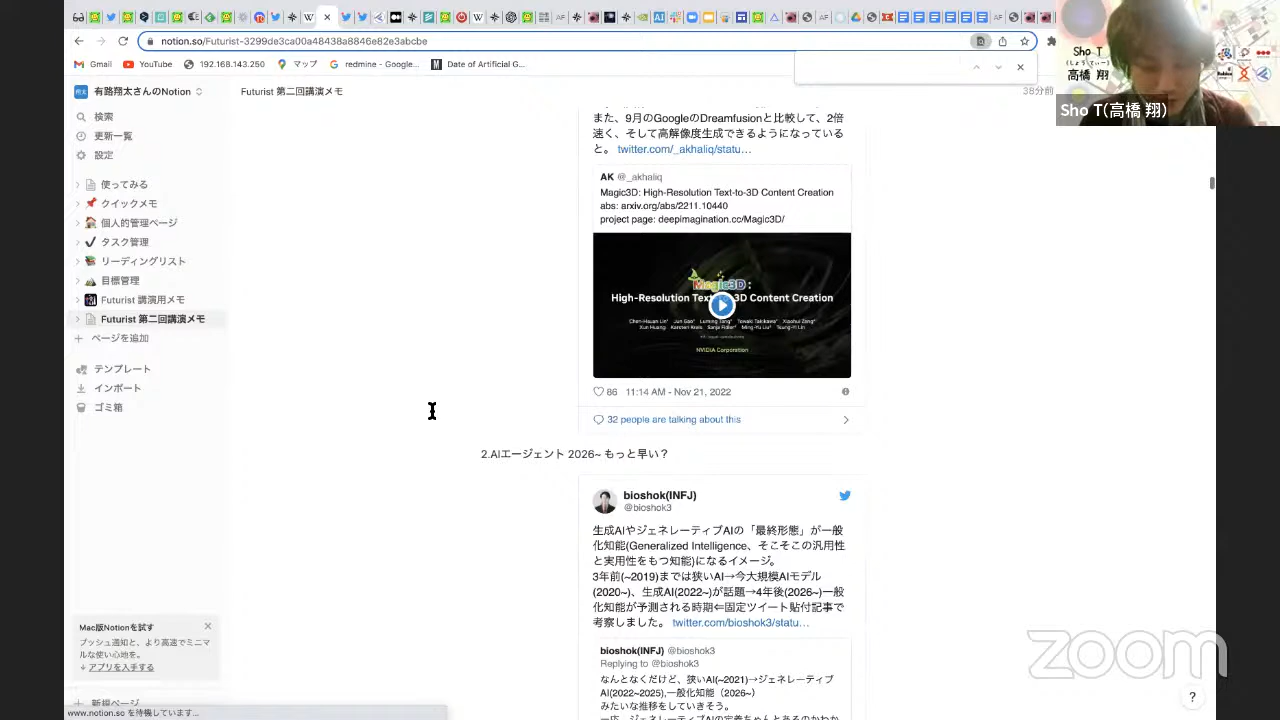 notion.so/Futurist-3299de3ca00a48438a8846e82e3abcbe
Gmail
YouTube
192.168.143.250
マップ
redmine - Google...
Date of Artificial G...
Sho T
高橋 翔
Sho T(高橋 翔)
有路翔太さんのNotion
Futurist 第二回講演メモ
38分前
検索
更新一覧
設定
使ってみる
クイックメモ
個人的管理ページ
タスク管理
リーディングリスト
目標管理
Futurist 講演用メモ
Futurist 第二回講演メモ
ページを追加
テンプレート
インポート
ゴミ箱
また、9月のGoogleのDreamfusionと比較して、2倍
速く、そして高解像度生成できるようになっている
と。 twitter.com/_akhaliq/statu…
AK @_akhaliq
Magic3D: High-Resolution Text-to-3D Content Creation
abs: arxiv.org/abs/2211.10440
project page: deepimagination.cc/Magic3D/
Magic3D:
High-Resolution Text-to-3D Content Creation
NVIDIA Corporation
86 11:14 AM - Nov 21, 2022
32 people are talking about this
2.AIエージェント 2026~ もっと早い？
bioshok(INFJ)
@bioshok3
生成AIやジェネレーティブAIの「最終形態」が一般
化知能(Generalized Intelligence、そこそこの汎用性
と実用性をもつ知能)になるイメージ。
3年前(~2019)までは狭いAI→今大規模AIモデル
(2020~)、生成AI(2022~)が話題→4年後(2026~)一般
化知能が予測される時期⇐固定ツイート貼付記事で
考察しました。 twitter.com/bioshok3/statu…
bioshok(INFJ) @bioshok3
Replying to @bioshok3
なんとなくだけど、狭いAI(~2021)→ジェネレーティブ
AI(2022~2025),一般化知能（2026~）
みたいな推移をしていきそう。
Mac版Notionを試す
プッシュ通知と、より高速でミニマ
ルな使い心地を。
アプリを入手する
新規ページ
www.notion.so を待機しています...
zoom
?